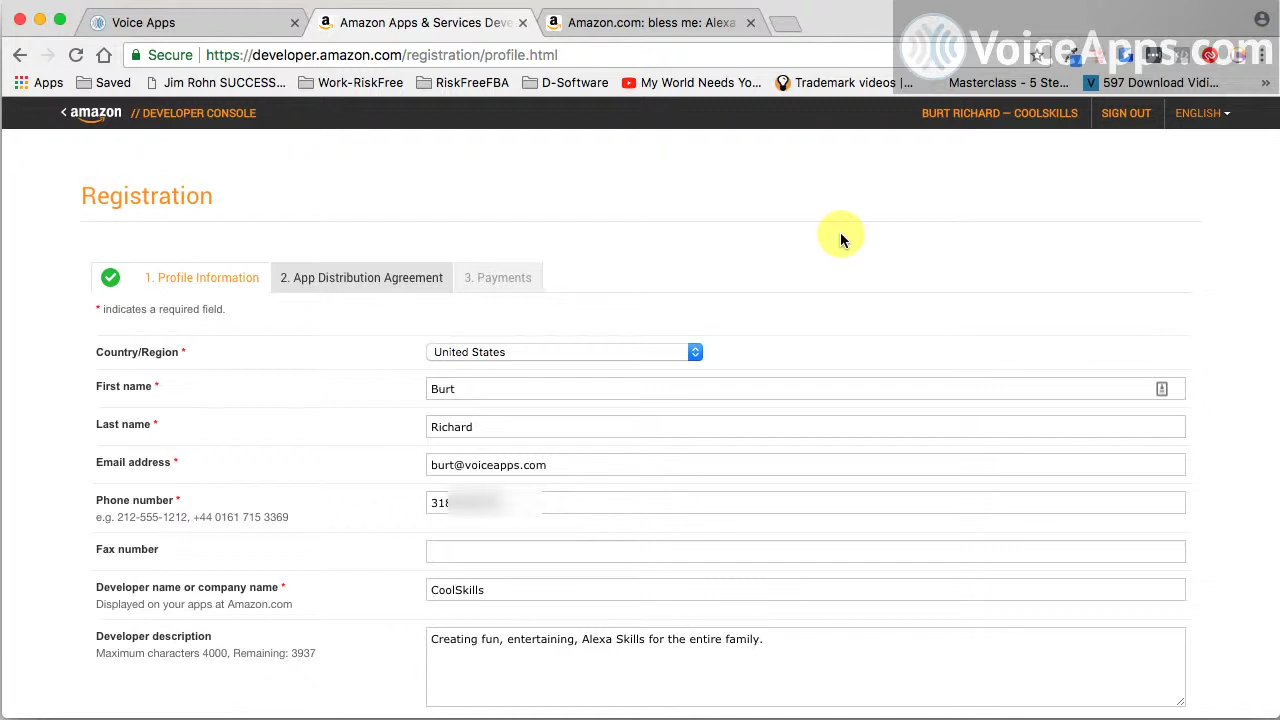 Voice Apps
Amazon Apps & Services Deve
Amazon.com: bless me: Alexa
Secure https://developer.amazon.com/registration/profile.html
VoiceApps.com
Apps Saved Jim Rohn SUCCESS... Work-RiskFree RiskFreeFBA D-Software My World Needs Yo... Trademark videos |... Masterclass - 5 Ste... 597 Download Vidi... »
< amazon // DEVELOPER CONSOLE BURT RICHARD — COOLSKILLS SIGN OUT ENGLISH
Registration
1. Profile Information 2. App Distribution Agreement 3. Payments
* indicates a required field.
Country/Region * United States
First name * Burt
Last name * Richard
Email address * burt@voiceapps.com
Phone number * 318
e.g. 212-555-1212, +44 0161 715 3369
Fax number
Developer name or company name * CoolSkills
Displayed on your apps at Amazon.com
Developer description Creating fun, entertaining, Alexa Skills for the entire family.
Maximum characters 4000, Remaining: 3937